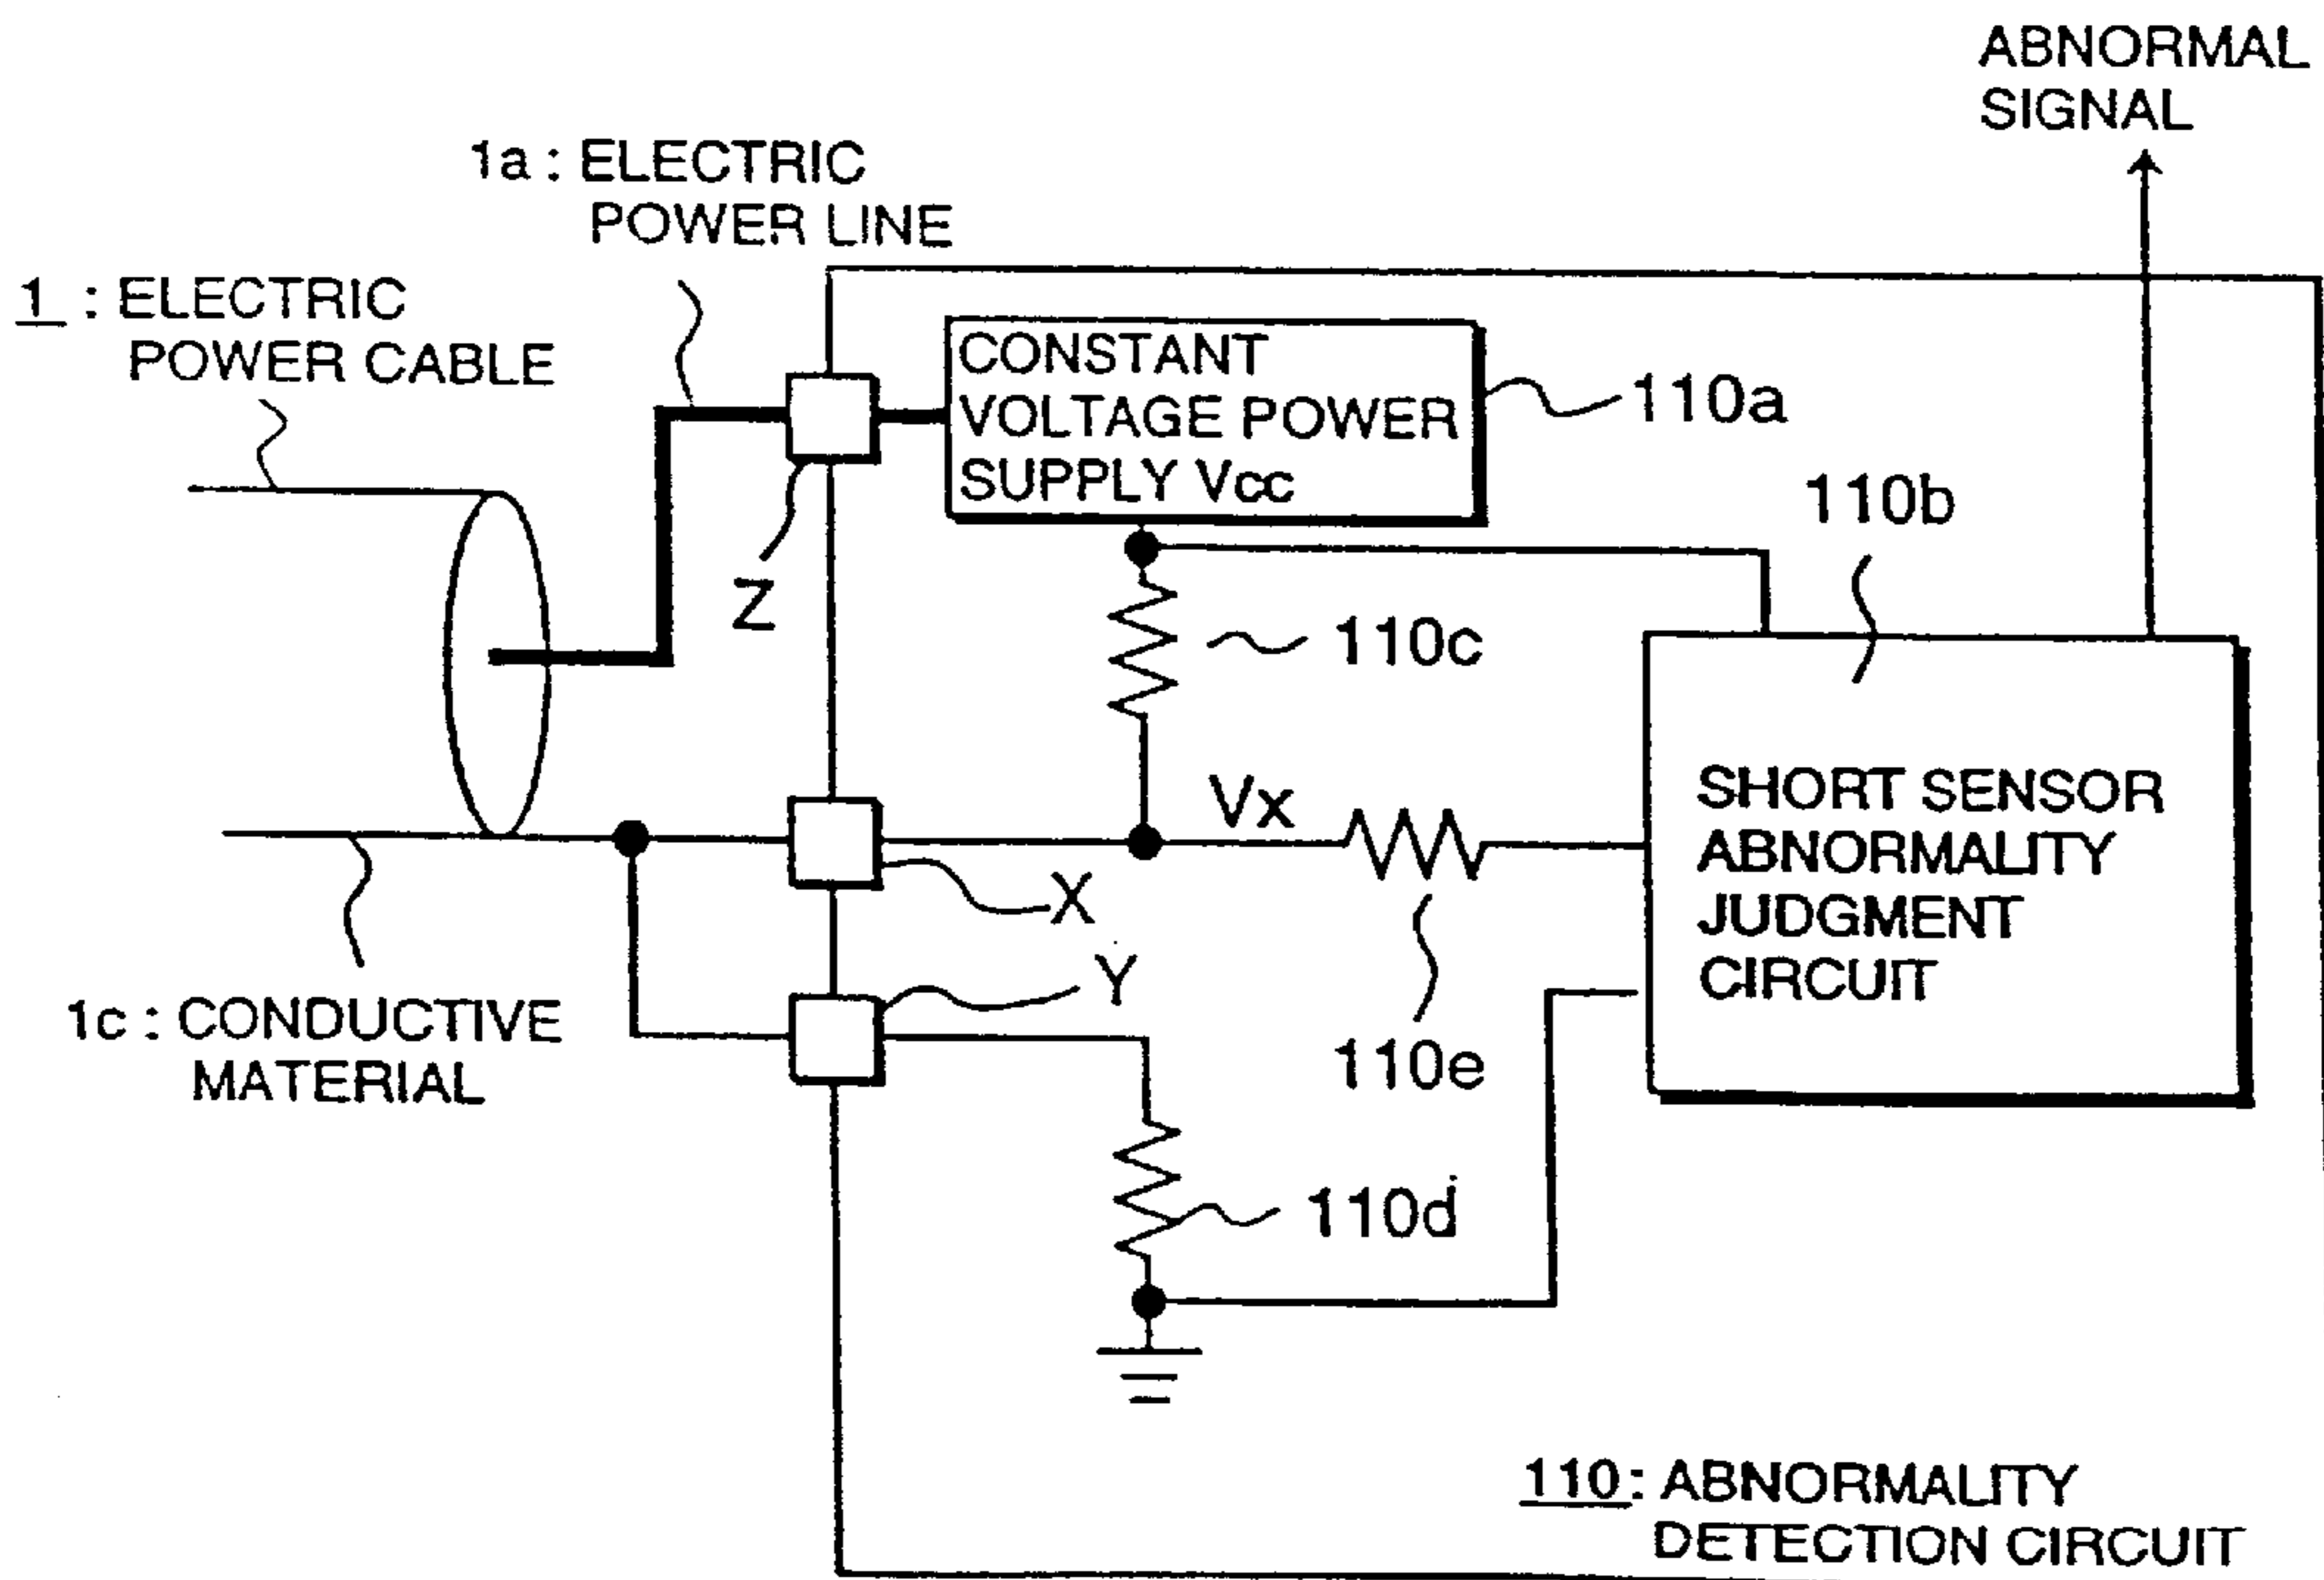 ABNORMAL
SIGNAL
1a : ELECTRIC
POWER LINE
1 : ELECTRIC
POWER CABLE
CONSTANT
VOLTAGE POWER
SUPPLY Vcc
110a
110b
Z
110c
Vx
SHORT SENSOR
ABNORMALITY
JUDGMENT
CIRCUIT
X
Y
1c : CONDUCTIVE
MATERIAL
110e
110d
110 : ABNORMALITY
DETECTION CIRCUIT